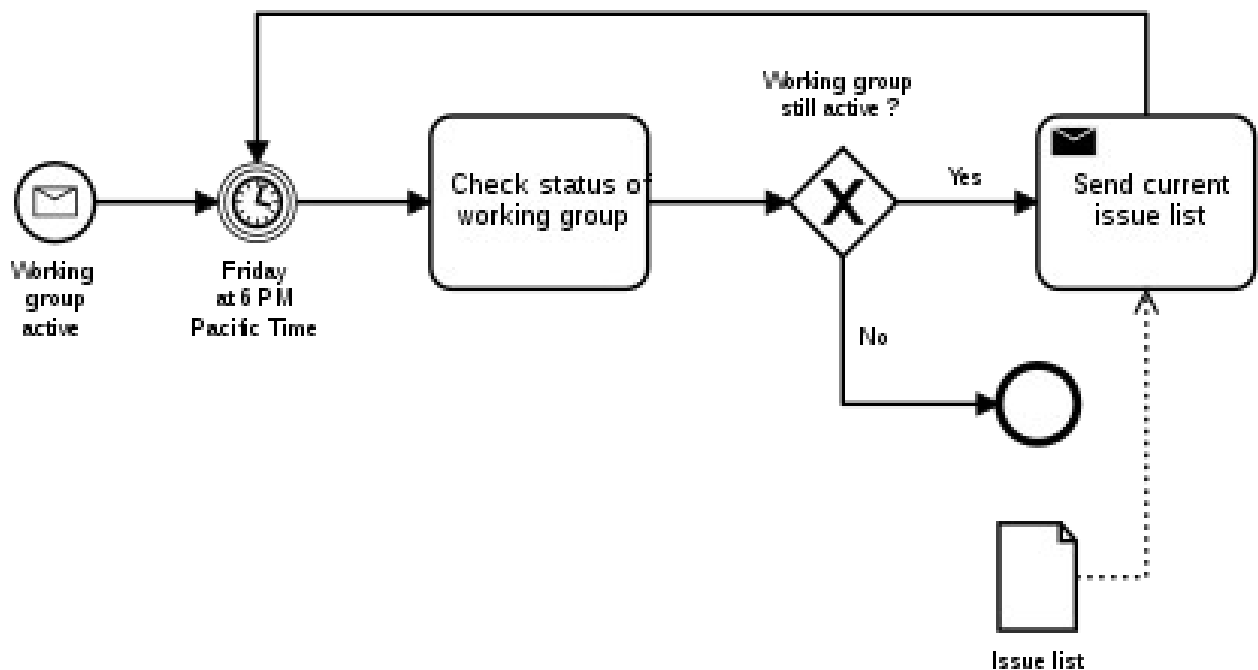 Working group
still active ?
Check status of
working group
Yes
Send current
issue list
Working
group
active
Friday
at 6 PM
Pacific Time
No
Issue list